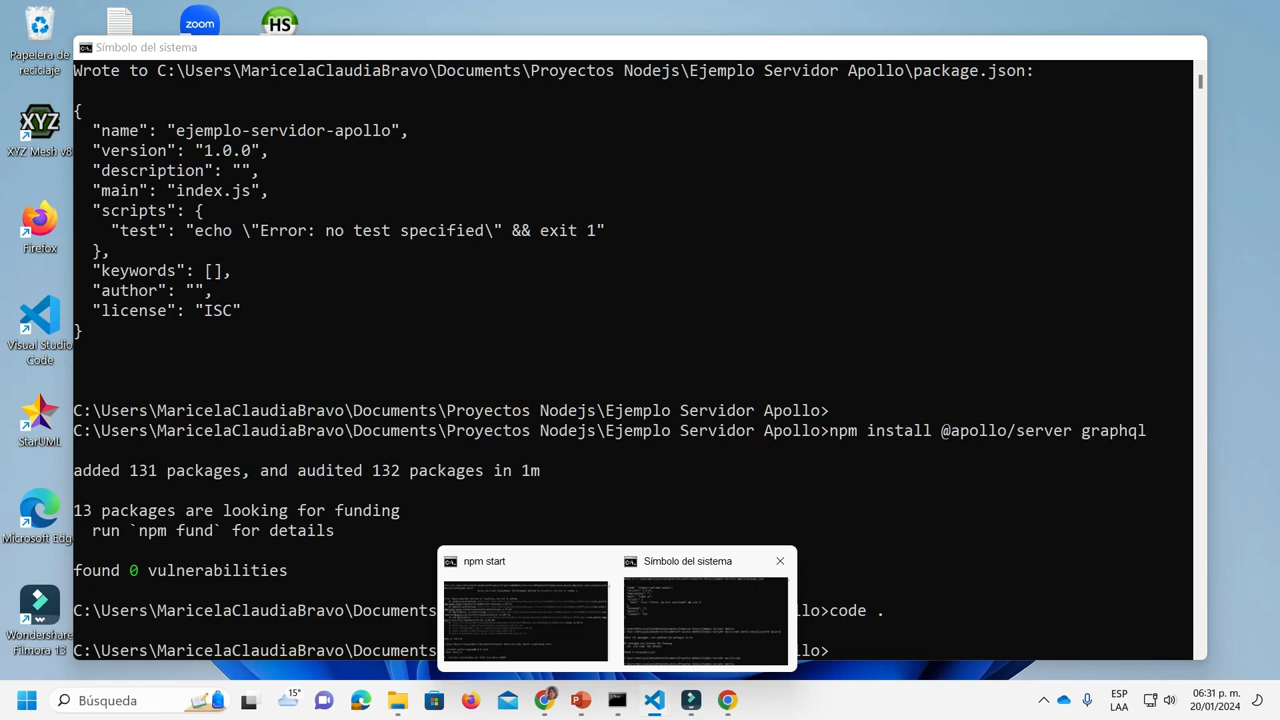 zoom
HS
Papelera de
reciclaje
XYZ
XYZ Mesh v8
Firefox
Visual Studio
Code
StarUML
Microsoft Edge
Wondershare
Símbolo del sistema
Wrote to C:\Users\MaricelaClaudiaBravo\Documents\Proyectos Nodejs\Ejemplo Servidor Apollo\package.json:
{
"name": "ejemplo-servidor-apollo",
"version": "1.0.0",
"description": "",
"main": "index.js",
"scripts": {
"test": "echo \"Error: no test specified\" && exit 1"
},
"keywords": [],
"author": "",
"license": "ISC"
}
C:\Users\MaricelaClaudiaBravo\Documents\Proyectos Nodejs\Ejemplo Servidor Apollo>
C:\Users\MaricelaClaudiaBravo\Documents\Proyectos Nodejs\Ejemplo Servidor Apollo>npm install @apollo/server graphql
added 131 packages, and audited 132 packages in 1m
13 packages are looking for funding
run `npm fund` for details
found 0 vulnerabilities
C:\Users\MaricelaClaudiaBravo\Documents llo>code .
C:\Users\MaricelaClaudiaBravo\Documents llo>
npm start
Símbolo del sistema
Búsqueda
15°
ESP
LAA
06:31 p. m.
20/01/2024